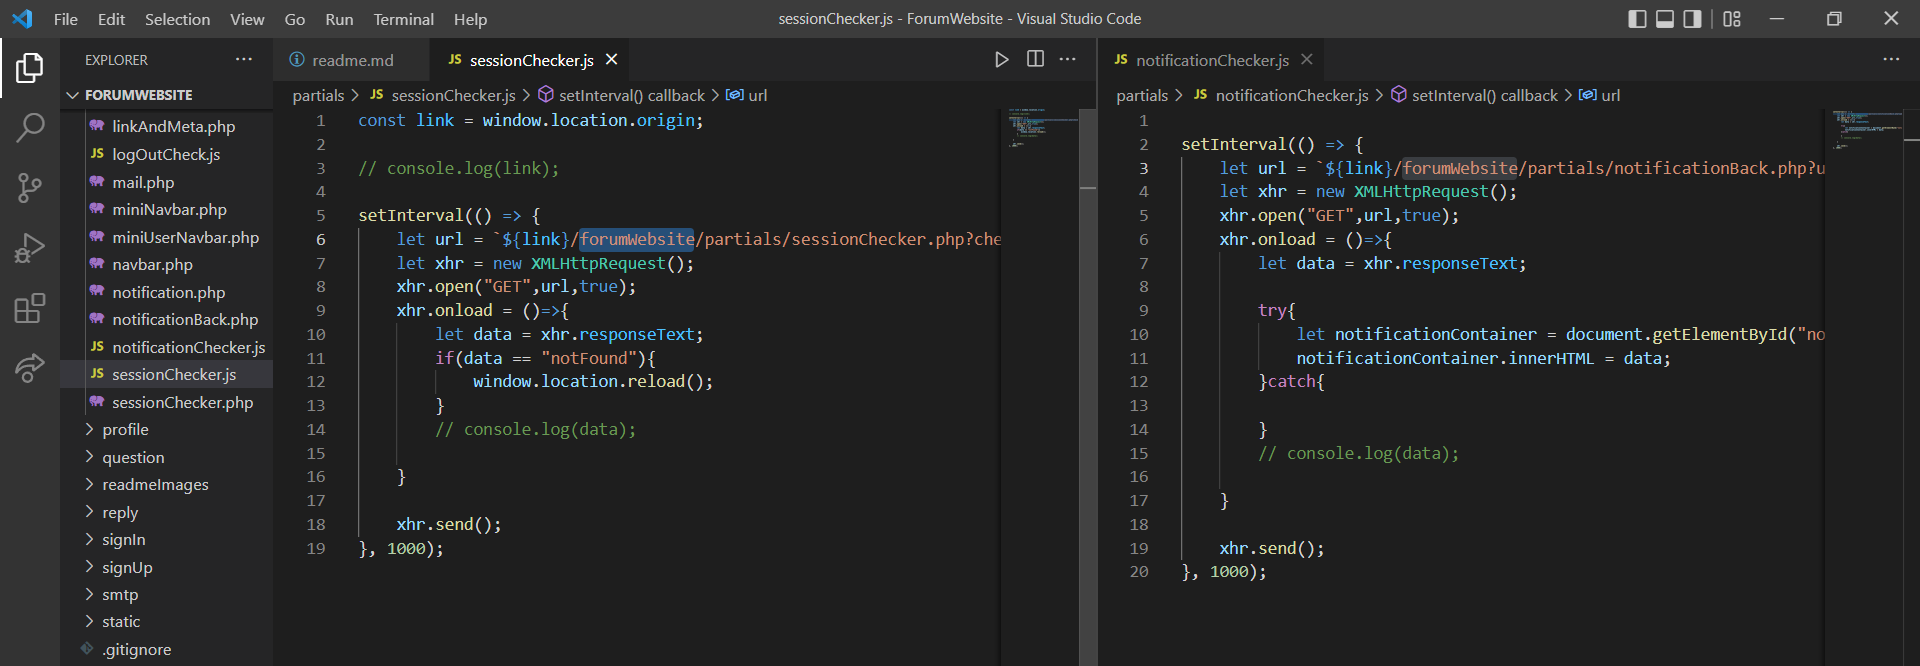 File Edit Selection View Go Run Terminal Help
sessionChecker.js - ForumWebsite - Visual Studio Code
EXPLORER
FORUMWEBSITE
linkAndMeta.php
JS logOutCheck.js
mail.php
miniNavbar.php
miniUserNavbar.php
navbar.php
notification.php
notificationBack.php
JS notificationChecker.js
JS sessionChecker.js
sessionChecker.php
profile
question
readmeImages
reply
signIn
signUp
smtp
static
.gitignore
readme.md
JS sessionChecker.js
partials > JS sessionChecker.js > setInterval() callback > url
1 const link = window.location.origin;
2
3 // console.log(link);
4
5 setInterval(() => {
6 let url = `${link}/forumWebsite/partials/sessionChecker.php?che
7 let xhr = new XMLHttpRequest();
8 xhr.open("GET",url,true);
9 xhr.onload = ()=>{
10 let data = xhr.responseText;
11 if(data == "notFound"){
12 window.location.reload();
13 }
14 // console.log(data);
15
16 }
17
18 xhr.send();
19 }, 1000);
JS notificationChecker.js
partials > JS notificationChecker.js > setInterval() callback > url
1
2 setInterval(() => {
3 let url = `${link}/forumWebsite/partials/notificationBack.php?u
4 let xhr = new XMLHttpRequest();
5 xhr.open("GET",url,true);
6 xhr.onload = ()=>{
7 let data = xhr.responseText;
8
9 try{
10 let notificationContainer = document.getElementById("no
11 notificationContainer.innerHTML = data;
12 }catch{
13
14 }
15 // console.log(data);
16
17 }
18
19 xhr.send();
20 }, 1000);